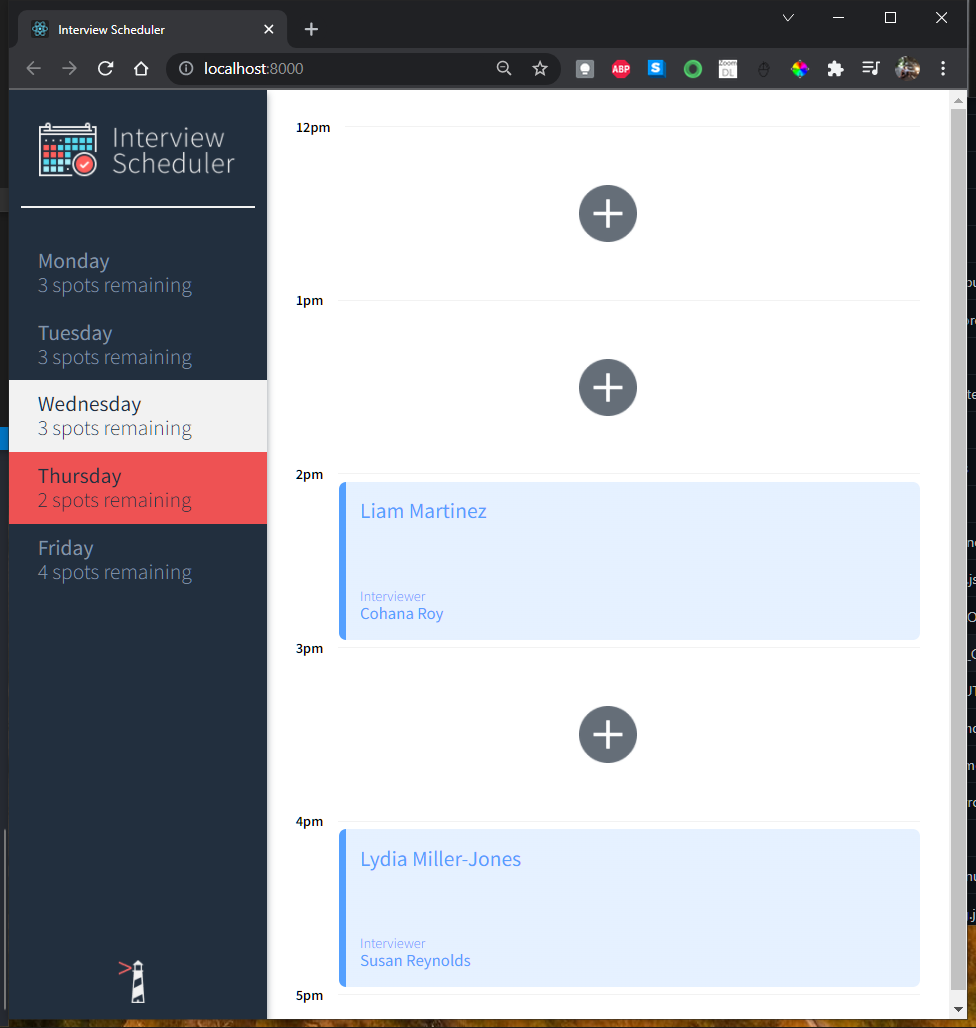 Interview Scheduler
localhost:8000
ABP
S
Zoom
DL
Interview
Scheduler
Monday
3 spots remaining
Tuesday
3 spots remaining
Wednesday
3 spots remaining
Thursday
2 spots remaining
Friday
4 spots remaining
12pm
1pm
2pm
Liam Martinez
Interviewer
Cohana Roy
3pm
4pm
Lydia Miller-Jones
Interviewer
Susan Reynolds
5pm